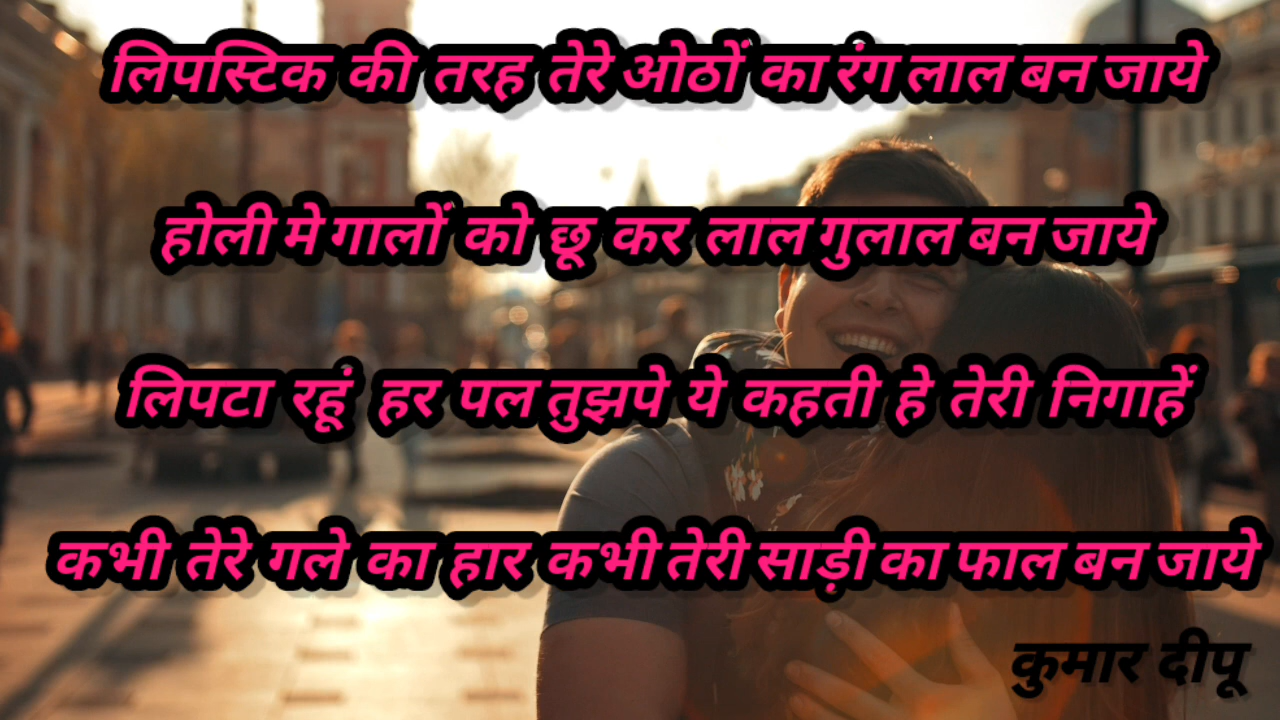 लिपस्टिक की तरह तेरे ओठों का रंग लाल बन जाये
होली मे गालों को छू कर लाल गुलाल बन जाये
लिपटा रहूं हर पल तुझपे ये कहती हे तेरी निगाहें
कभी तेरे गले का हार कभी तेरी साड़ी का फाल बन जाये
कुमार दीपू